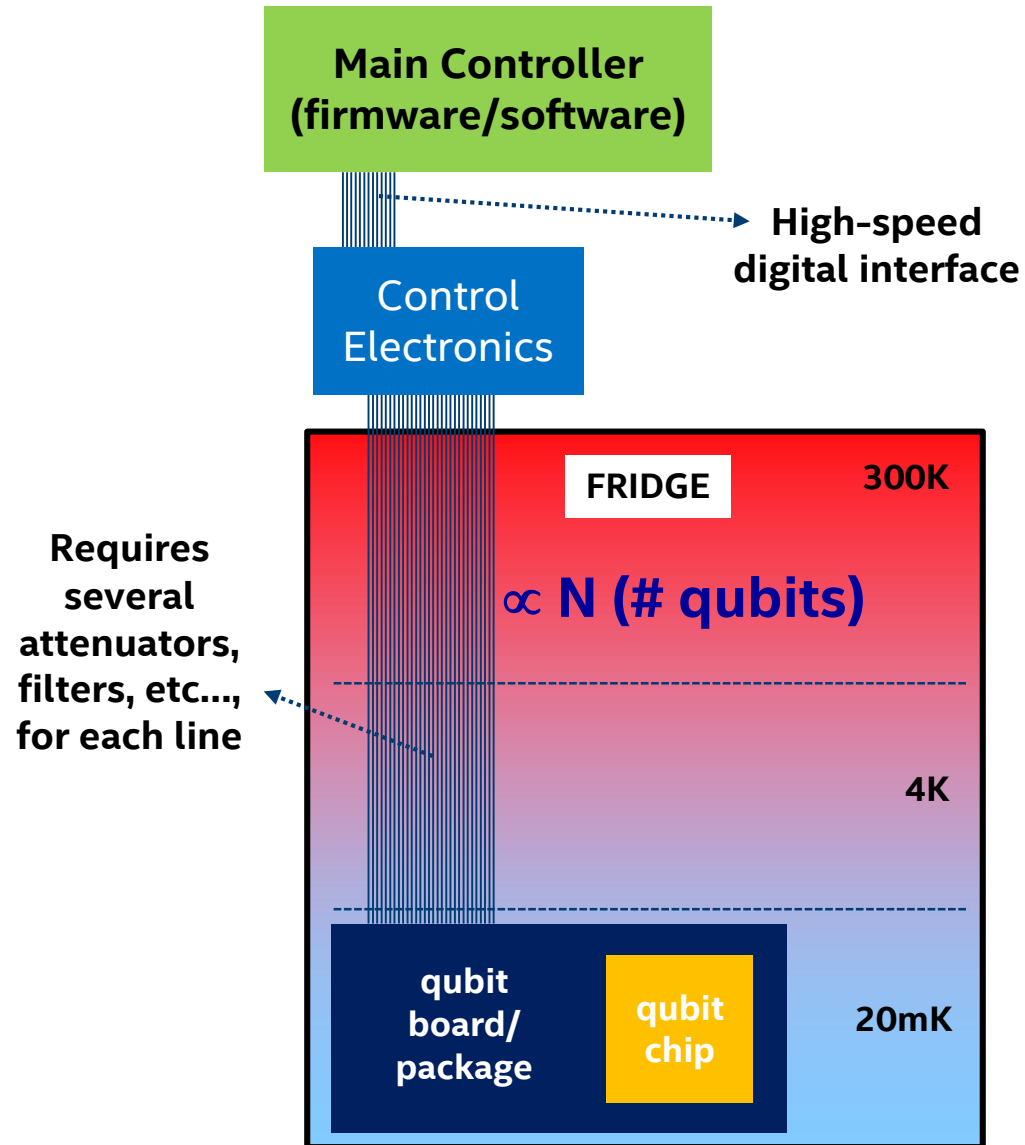 Main Controller
(firmware/software)
High-speed
digital interface
Control
Electronics
FRIDGE
300K
Requires
several
attenuators,
filters, etc...,
for each line
∝ N (# qubits)
4K
qubit
board/
package
qubit
chip
20mK